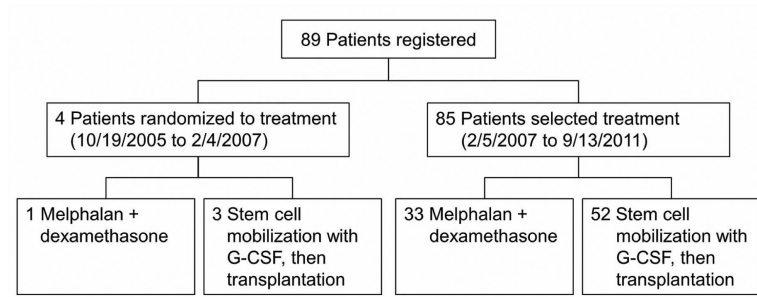 89 Patients registered
4 Patients randomized to treatment
(10/19/2005 to 2/4/2007)
85 Patients selected treatment
(2/5/2007 to 9/13/2011)
1 Melphalan +
dexamethasone
3 Stem cell
mobilization with
G-CSF, then
transplantation
33 Melphalan +
dexamethasone
52 Stem cell
mobilization with
G-CSF, then
transplantation